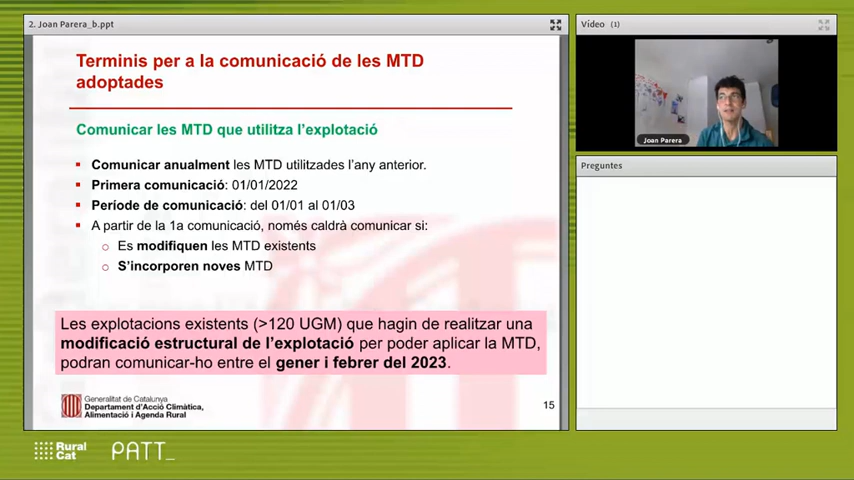 2. Joan Parera_b.ppt
Terminis per a la comunicació de les MTD
adoptades
Comunicar les MTD que utilitza l'explotació
Comunicar anualment les MTD utilitzades l'any anterior.
Primera comunicació: 01/01/2022
Període de comunicació: del 01/01 al 01/03
A partir de la 1a comunicació, només caldrà comunicar si:
Es modifiquen les MTD existents
S'incorporen noves MTD
Les explotacions existents (>120 UGM) que hagin de realitzar una
modificació estructural de l'explotació per poder aplicar la MTD,
podran comunicar-ho entre el gener i febrer del 2023.
Generalitat de Catalunya
Departament d'Acció Climàtica,
Alimentació i Agenda Rural
15
Vídeo (1)
Joan Parera
Preguntes
Rural
Cat
PATT_